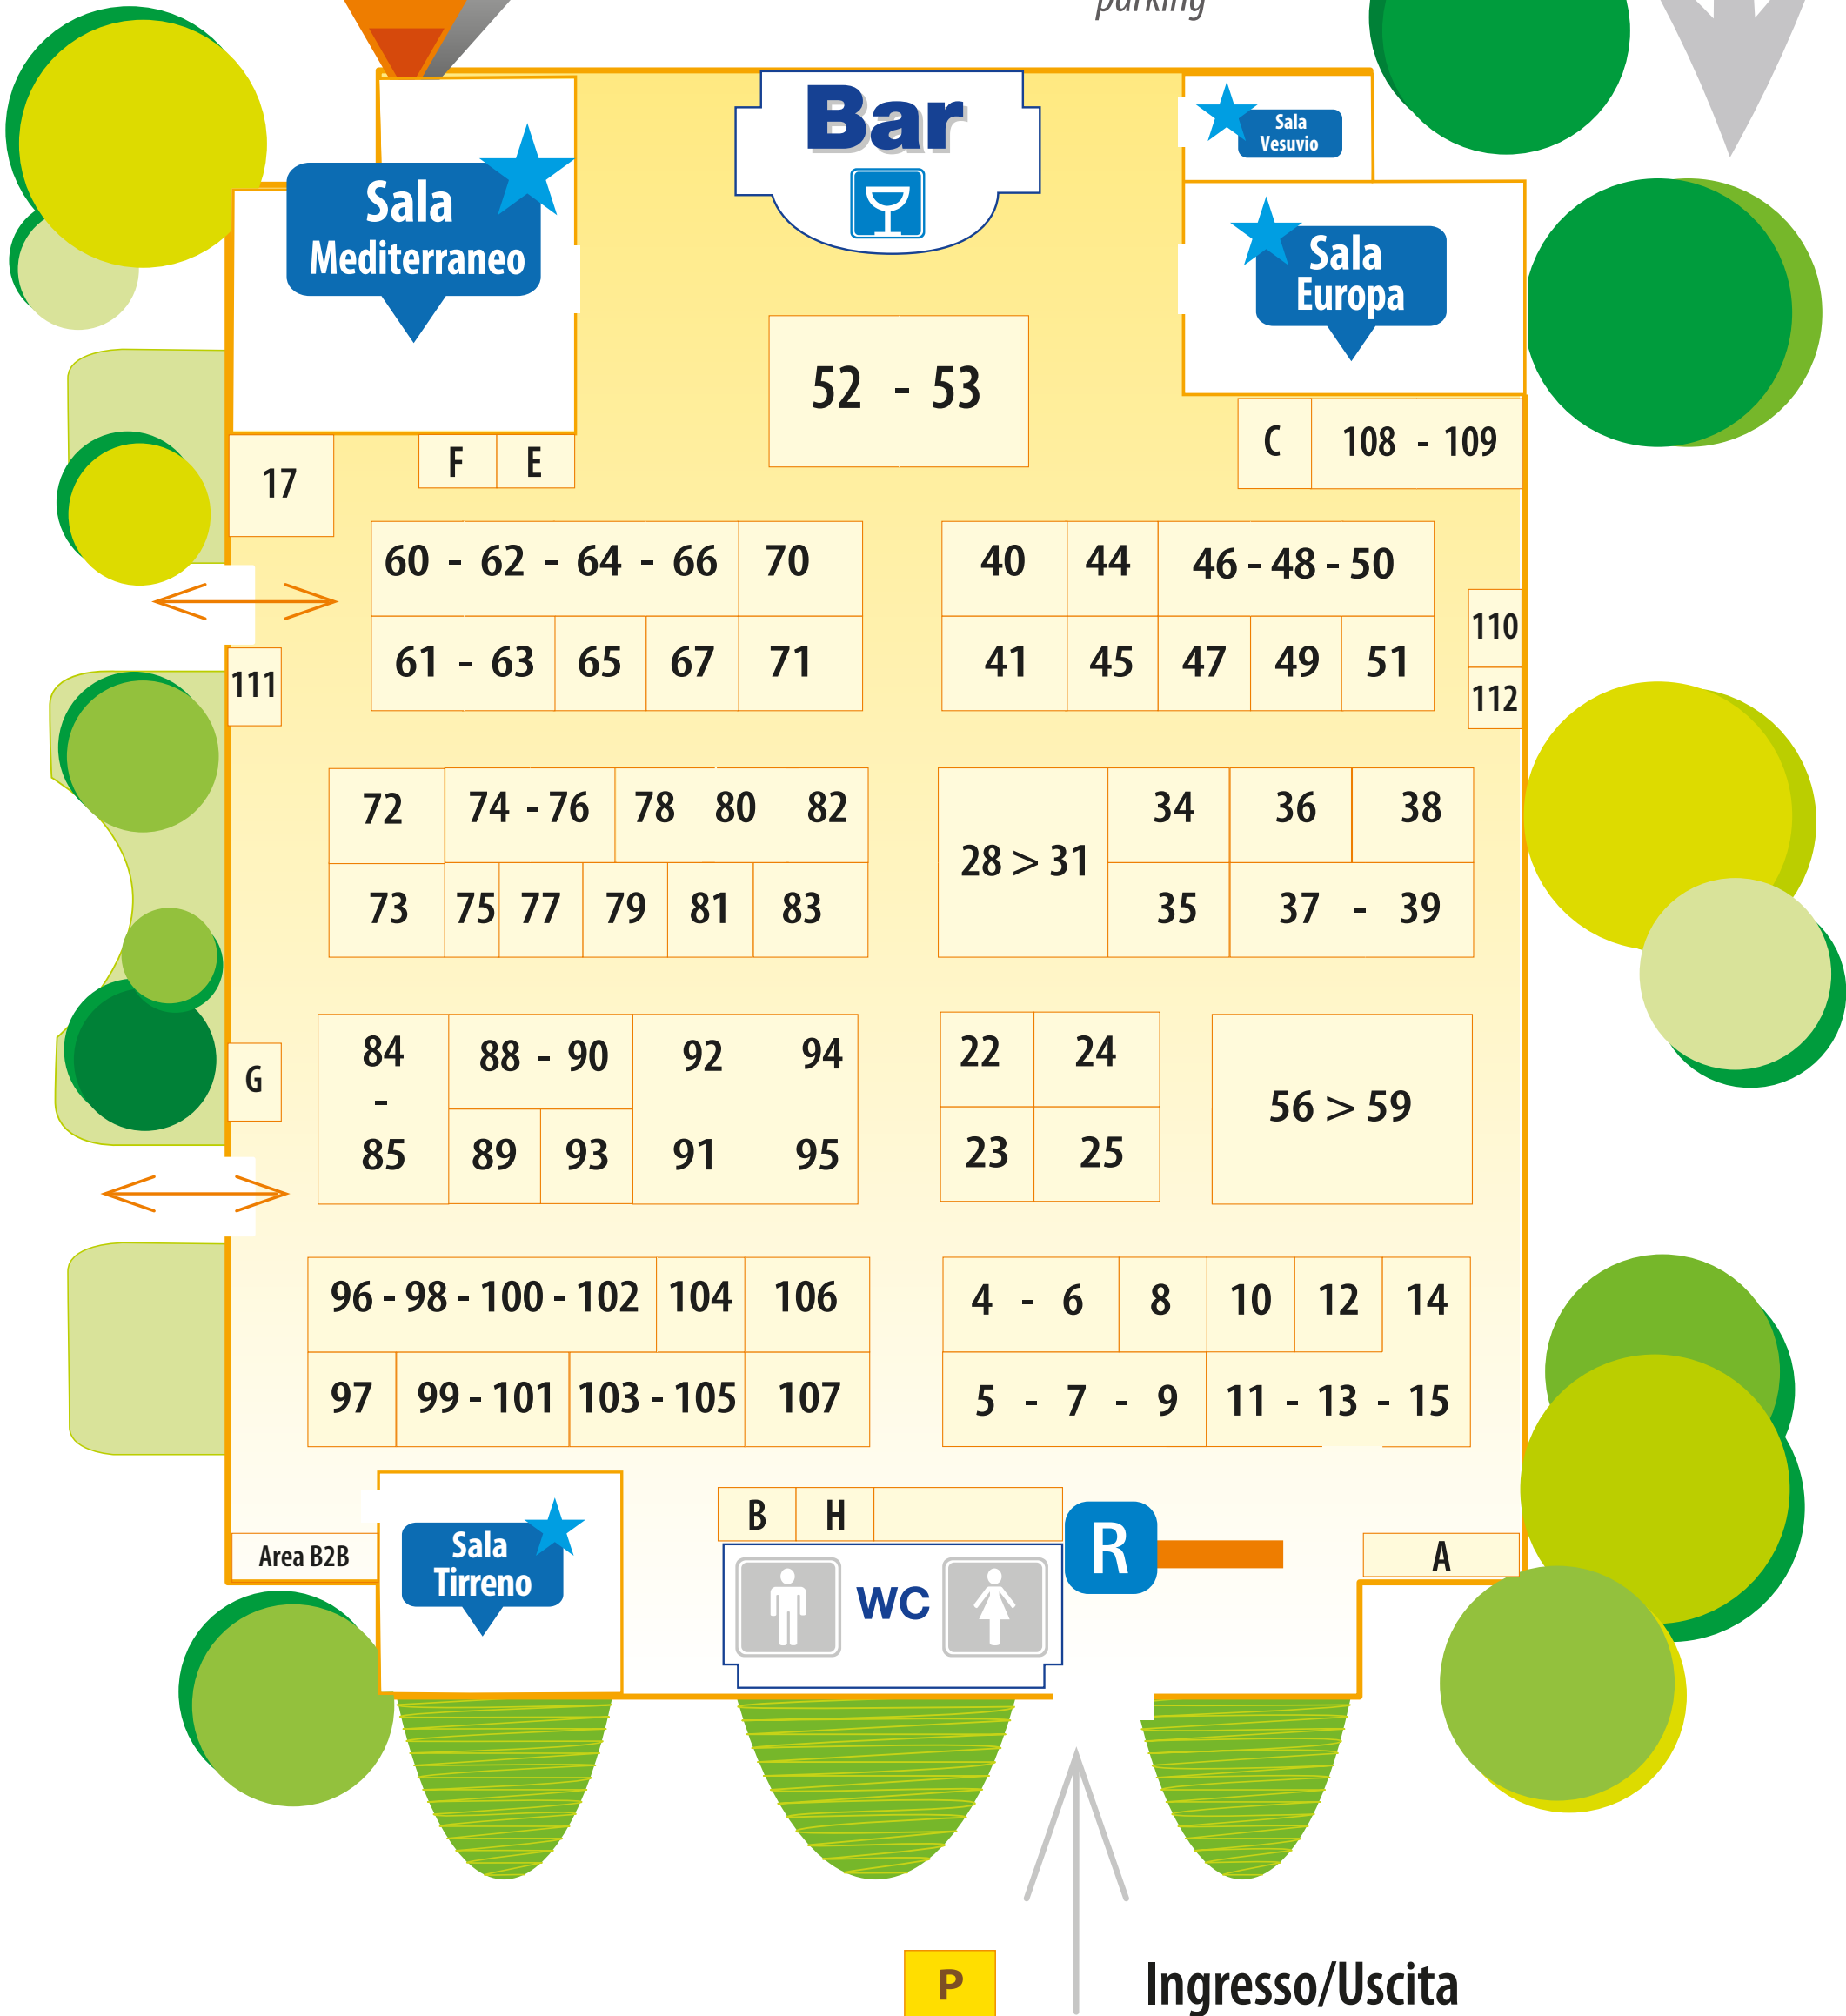 parking
Bar
Sala
Vesuvio
Sala
Mediterraneo
Sala
Europa
52 - 53
C 108 - 109
17 F E
60 - 62 - 64 - 66 70
40 44 46 - 48 - 50
61 - 63 65 67 71
41 45 47 49 51
110
112
111
72 74 - 76 78 80 82
73 75 77 79 81 83
28 > 31
34 36 38
35 37 - 39
84 - 85
88 - 90 92 94
89 93 91 95
G
22 24
23 25
56 > 59
96 - 98 - 100 - 102 104 106
97 99 - 101 103 - 105 107
4 - 6 8 10 12 14
5 - 7 - 9 11 - 13 - 15
B H
R
A
Area B2B
Sala
Tirreno
WC
P
Ingresso/Uscita